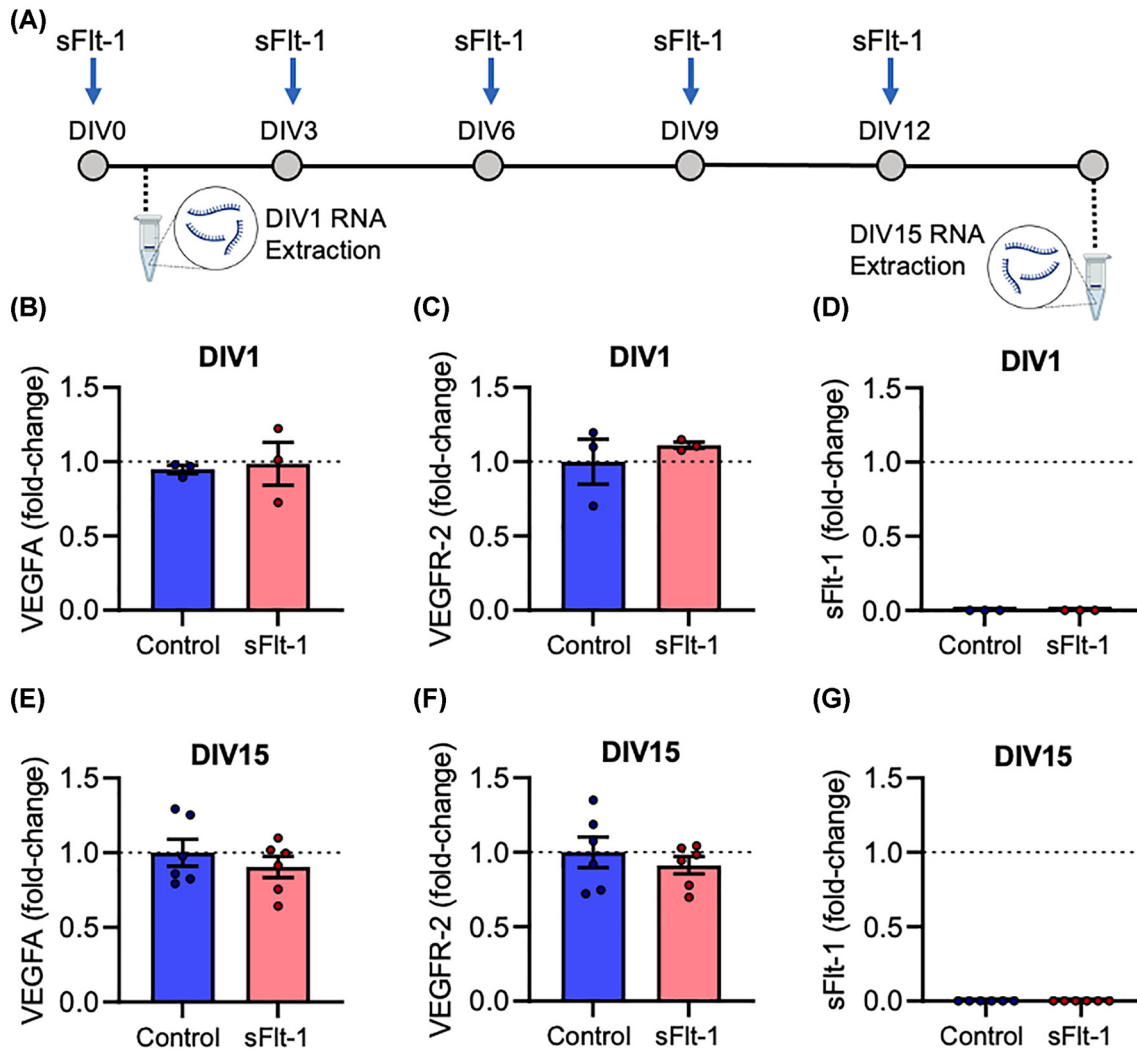 (A)
sFlt-1 sFlt-1 sFlt-1 sFlt-1 sFlt-1
DIV0 DIV3 DIV6 DIV9 DIV12
DIV1 RNA
Extraction
DIV15 RNA
Extraction
(B)
DIV1
VEGFA (fold-change)
1.5
1.0
0.5
0.0
Control sFlt-1
(C)
DIV1
VEGFR-2 (fold-change)
1.5
1.0
0.5
0.0
Control sFlt-1
(D)
DIV1
sFlt-1 (fold-change)
1.5
1.0
0.5
0.0
Control sFlt-1
(E)
DIV15
VEGFA (fold-change)
1.5
1.0
0.5
0.0
Control sFlt-1
(F)
DIV15
VEGFR-2 (fold-change)
1.5
1.0
0.5
0.0
Control sFlt-1
(G)
DIV15
sFlt-1 (fold-change)
1.5
1.0
0.5
0.0
Control sFlt-1